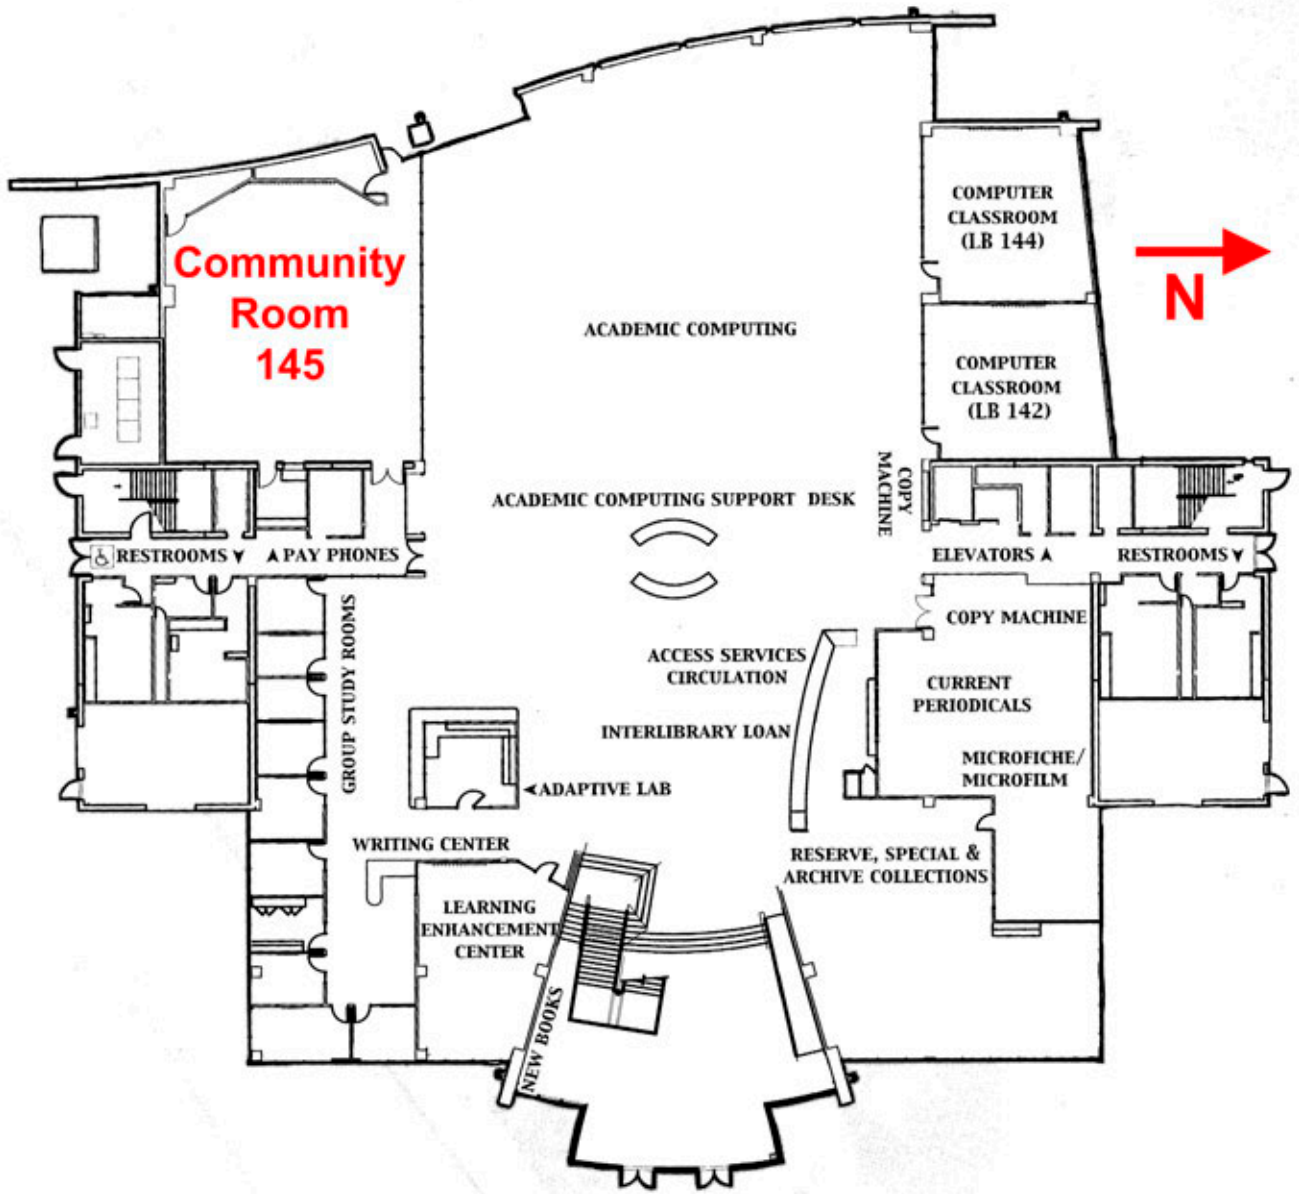 COMPUTER
CLASSROOM
(LB 144)
Community
Room
145
N
ACADEMIC COMPUTING
COMPUTER
CLASSROOM
(LB 142)
COPY
MACHINE
ACADEMIC COMPUTING SUPPORT DESK
RESTROOMS
PAY PHONES
ELEVATORS
RESTROOMS
GROUP STUDY ROOMS
COPY MACHINE
ACCESS SERVICES
CIRCULATION
CURRENT
PERIODICALS
INTERLIBRARY LOAN
MICROFICHE/
MICROFILM
ADAPTIVE LAB
WRITING CENTER
RESERVE, SPECIAL &
ARCHIVE COLLECTIONS
LEARNING
ENHANCEMENT
CENTER
NEW BOOKS